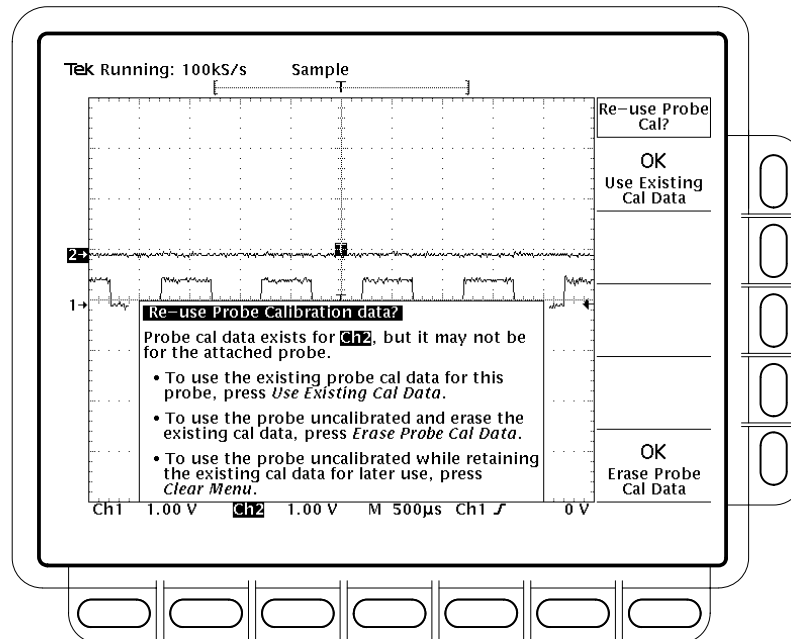 Tek Running: 100kS/s Sample
T
Re-use Probe
Cal?
OK
Use Existing
Cal Data
2→
T
1→
Re-use Probe Calibration data?
Probe cal data exists for Ch2, but it may not be
for the attached probe.
• To use the existing probe cal data for this
probe, press Use Existing Cal Data.
• To use the probe uncalibrated and erase the
existing cal data, press Erase Probe Cal Data.
• To use the probe uncalibrated while retaining
the existing cal data for later use, press
Clear Menu.
OK
Erase Probe
Cal Data
Ch1 1.00 V Ch2 1.00 V M 500µs Ch1 ƒ 0 V